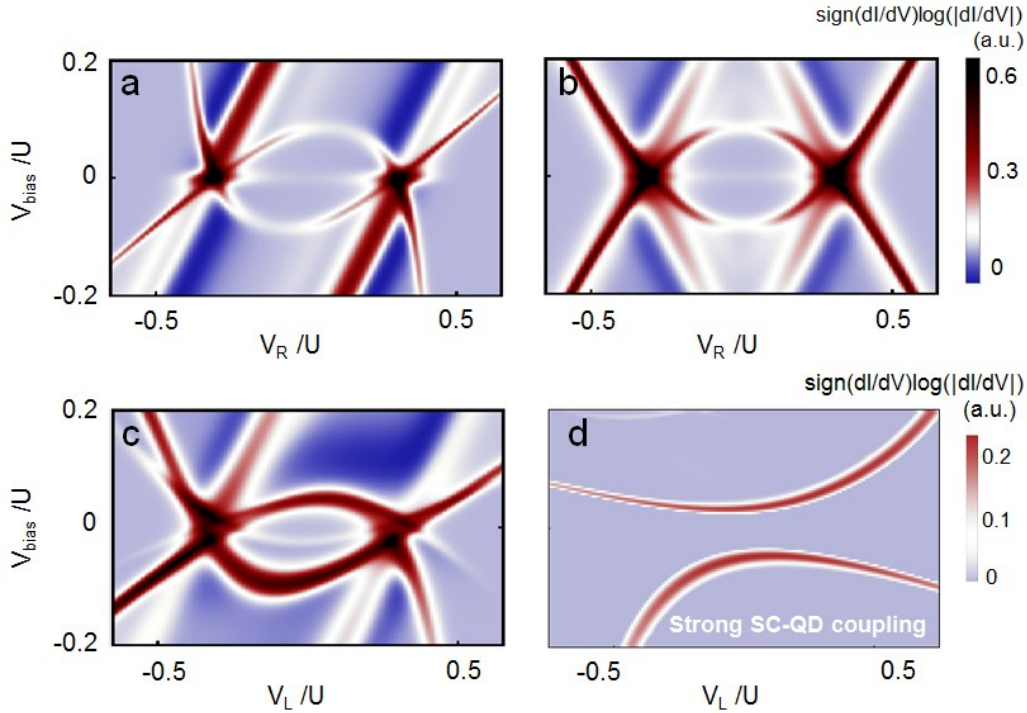 sign(dI/dV)log(|dI/dV|)
(a.u.)
a
b
V_bias /U
0.2
0
-0.2
-0.5
0.5
V_R /U
-0.5
0.5
V_R /U
0.6
0.3
0
sign(dI/dV)log(|dI/dV|)
(a.u.)
c
d
V_bias /U
0.2
0
-0.2
-0.5
0.5
V_L /U
Strong SC-QD coupling
-0.5
0.5
V_L /U
0.2
0.1
0